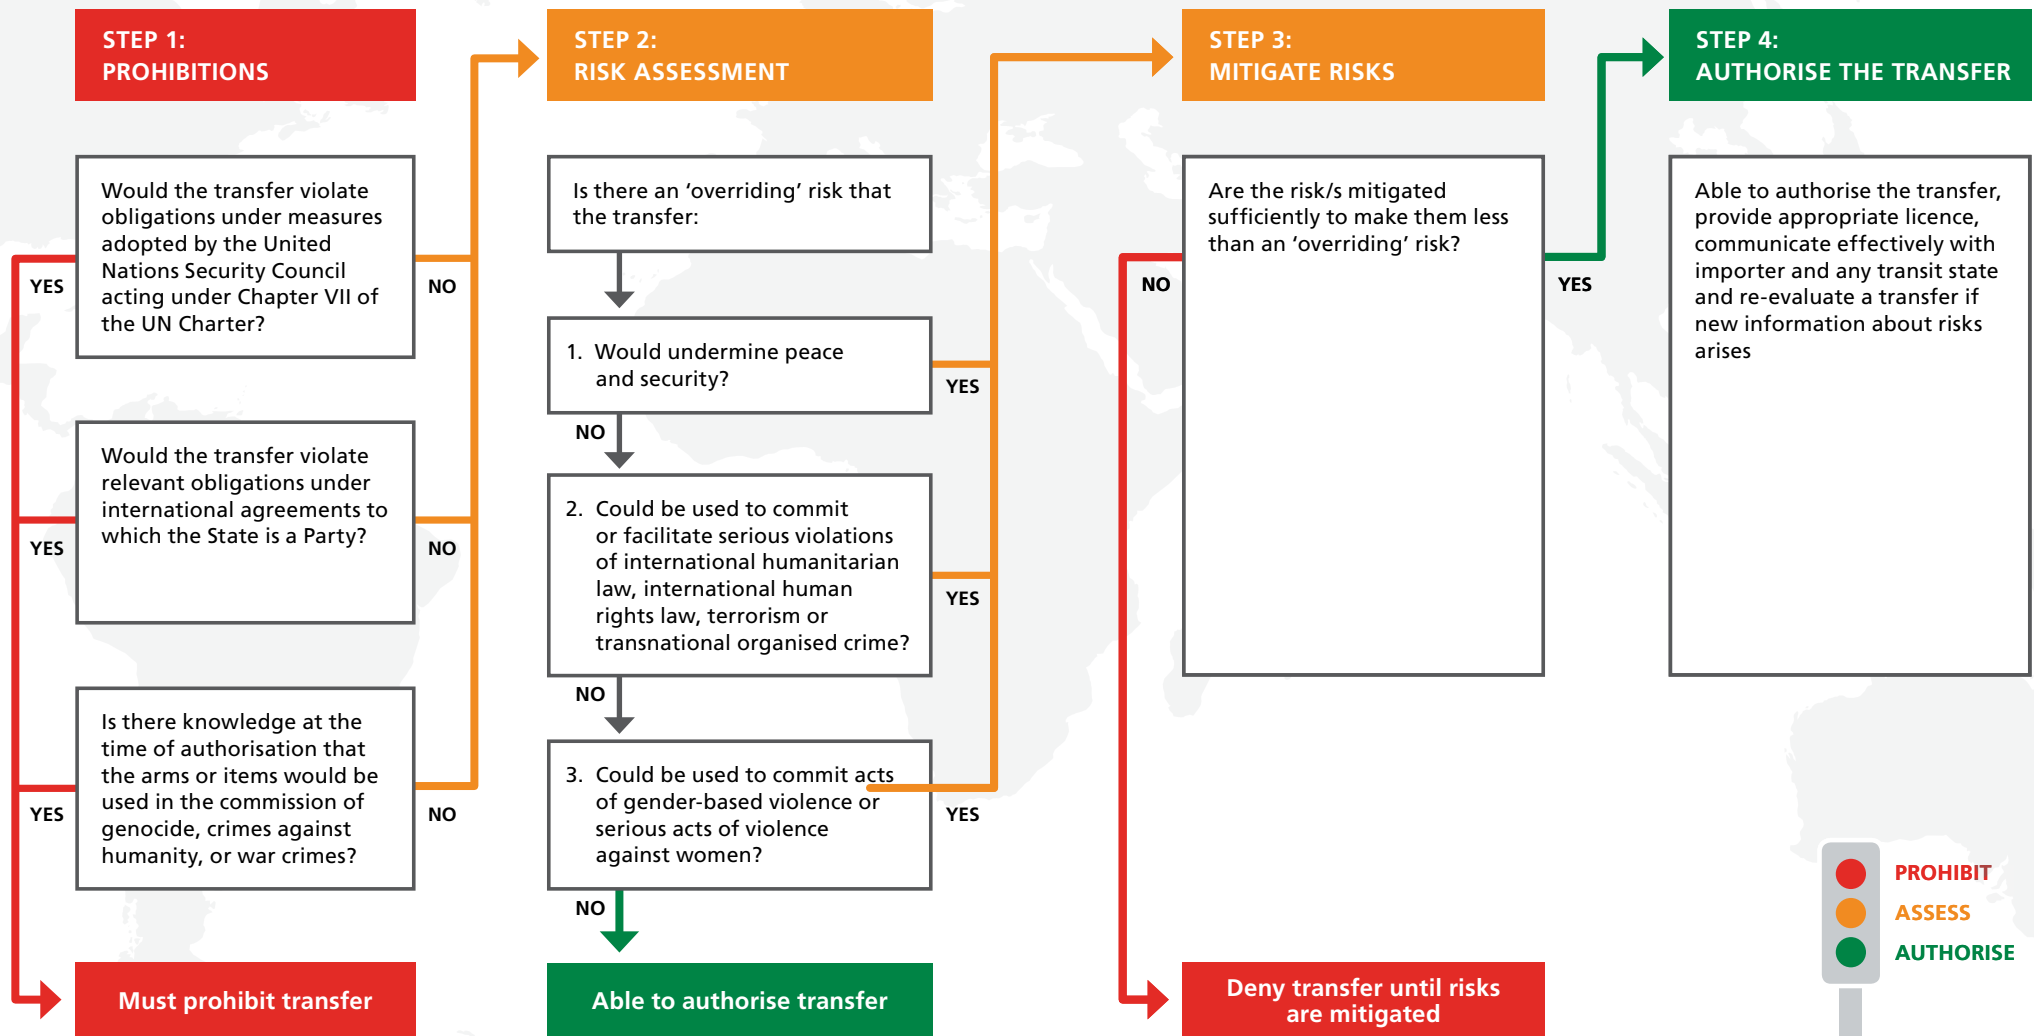 STEP 1:
PROHIBITIONS
Would the transfer violate
obligations under measures
adopted by the United
Nations Security Council
acting under Chapter VII of
the UN Charter?
YES
NO
Would the transfer violate
relevant obligations under
international agreements to
which the State is a Party?
YES
NO
Is there knowledge at the
time of authorisation that
the arms or items would be
used in the commission of
genocide, crimes against
humanity, or war crimes?
YES
NO
Must prohibit transfer
STEP 2:
RISK ASSESSMENT
Is there an ‘overriding’ risk that
the transfer:
1. Would undermine peace
and security?
YES
NO
2. Could be used to commit
or facilitate serious violations
of international humanitarian
law, international human
rights law, terrorism or
transnational organised crime?
YES
NO
3. Could be used to commit acts
of gender-based violence or
serious acts of violence
against women?
YES
NO
Able to authorise transfer
STEP 3:
MITIGATE RISKS
Are the risk/s mitigated
sufficiently to make them less
than an ‘overriding’ risk?
NO
YES
Deny transfer until risks
are mitigated
STEP 4:
AUTHORISE THE TRANSFER
Able to authorise the transfer,
provide appropriate licence,
communicate effectively with
importer and any transit state
and re-evaluate a transfer if
new information about risks
arises
PROHIBIT
ASSESS
AUTHORISE